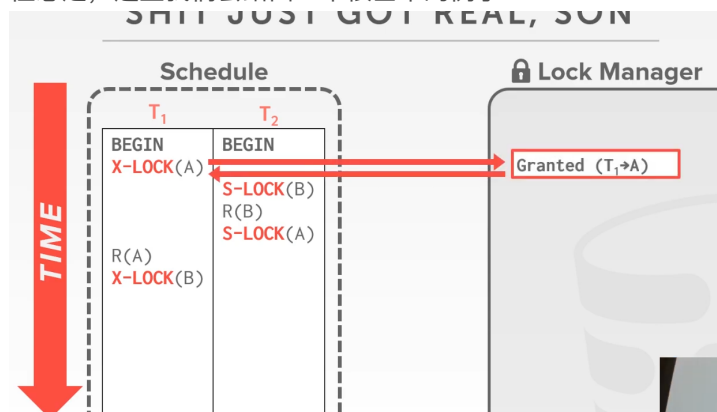 SHIT JUST GOT REAL, SON
Schedule
Lock Manager
T₁ T₂
BEGIN BEGIN
X-LOCK(A)
Granted (T₁→A)
S-LOCK(B)
R(B)
S-LOCK(A)
R(A)
X-LOCK(B)
TIME